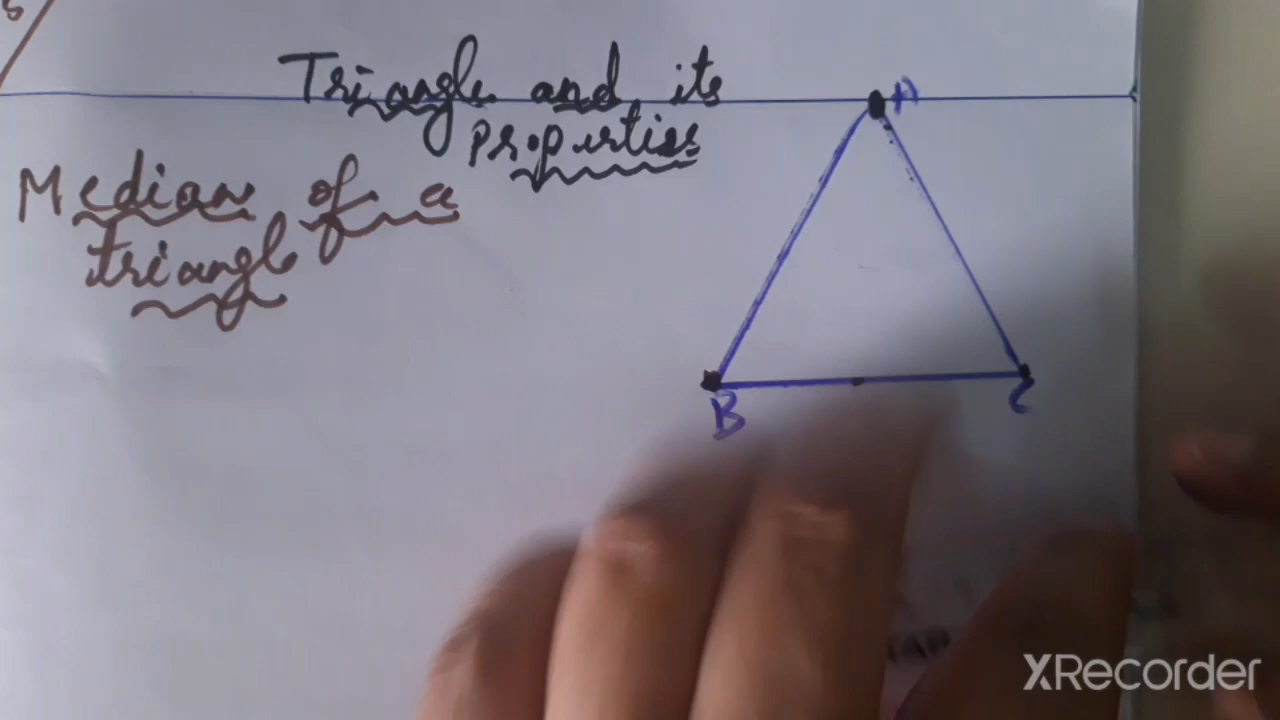 Triangle and its
properties
Median of a
triangle
A
B
C
XRecorder